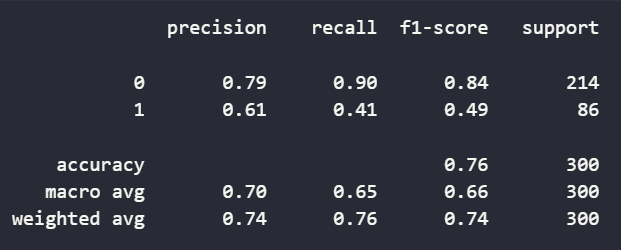 precision recall f1-score support
0 0.79 0.90 0.84 214
1 0.61 0.41 0.49 86
accuracy 0.76 300
macro avg 0.70 0.65 0.66 300
weighted avg 0.74 0.76 0.74 300